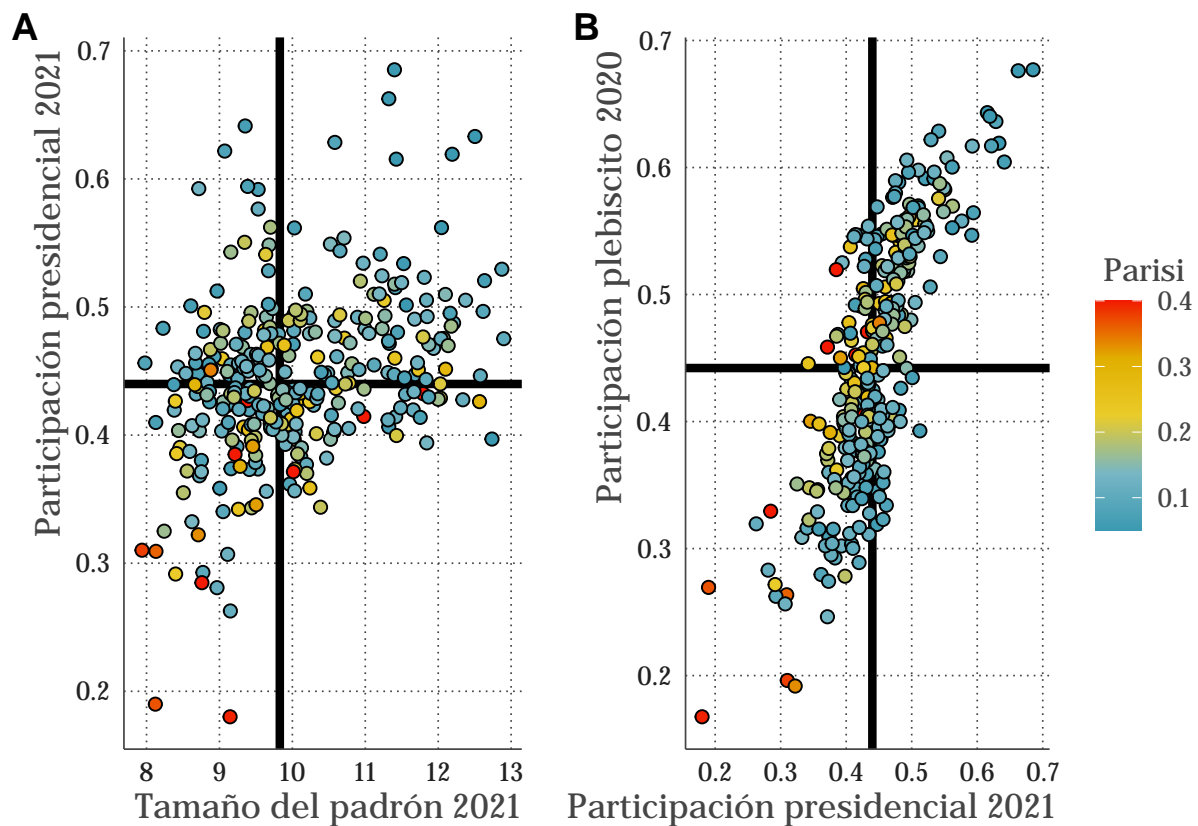 A
Participación presidencial 2021
0.7
0.6
0.5
0.4
0.3
0.2
8 9 10 11 12 13
Tamaño del padrón 2021
B
Participación plebiscito 2020
0.7
0.6
0.5
0.4
0.3
0.2
0.2 0.3 0.4 0.5 0.6 0.7
Participación presidencial 2021
Parisi
0.4
0.3
0.2
0.1